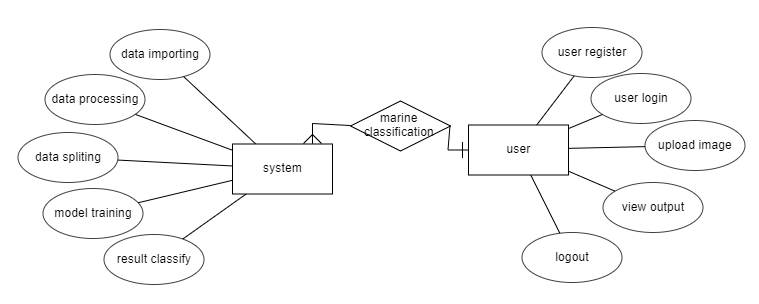 data importing
data processing
data spliting
model training
result classify
system
marine
classification
user
user register
user login
upload image
view output
logout